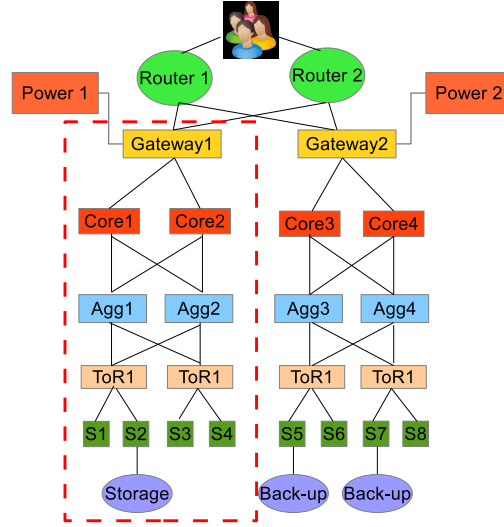 Router 1
Router 2
Power 1
Power 2
Gateway1
Gateway2
Core1
Core2
Core3
Core4
Agg1
Agg2
Agg3
Agg4
ToR1
ToR1
ToR1
ToR1
S1
S2
S3
S4
S5
S6
S7
S8
Storage
Back-up
Back-up